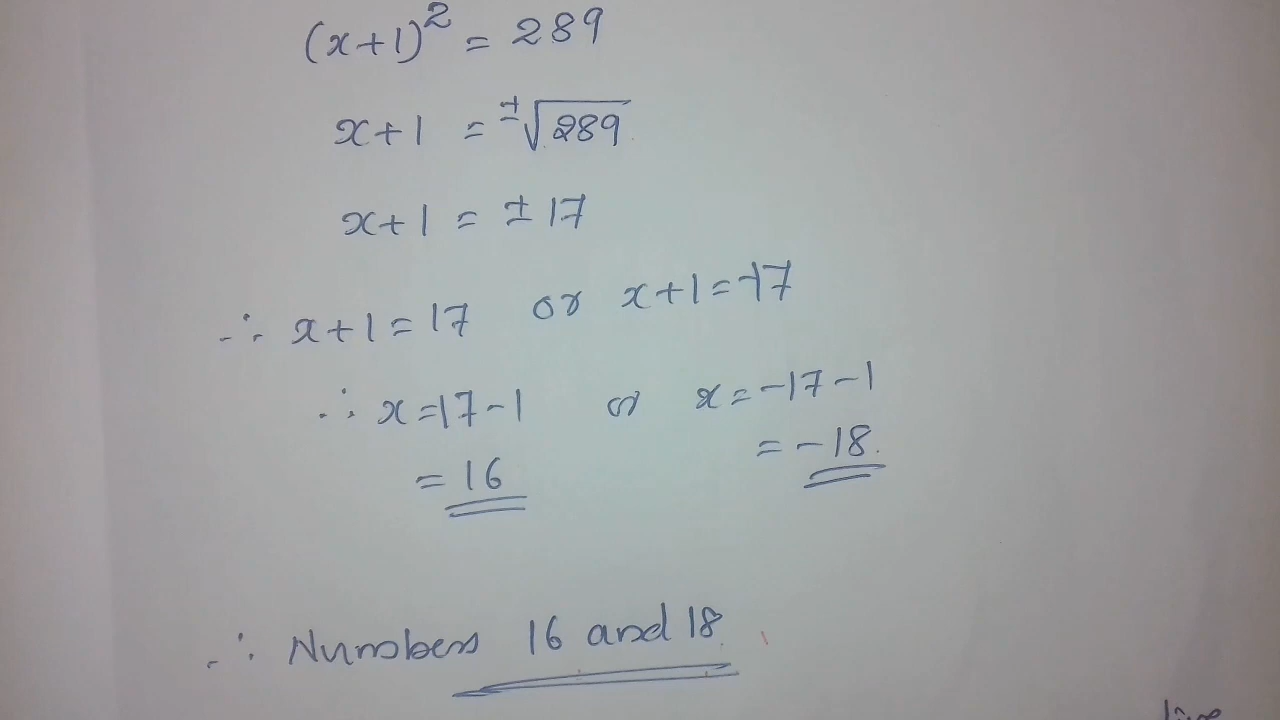 (x+1)² = 289
x+1 = ±√289
x+1 = ±17
∴ x+1 = 17 or x+1 = -17
∴ x = 17-1 or x = -17-1
= 16 = -18.
∴ Numbers 16 and 18